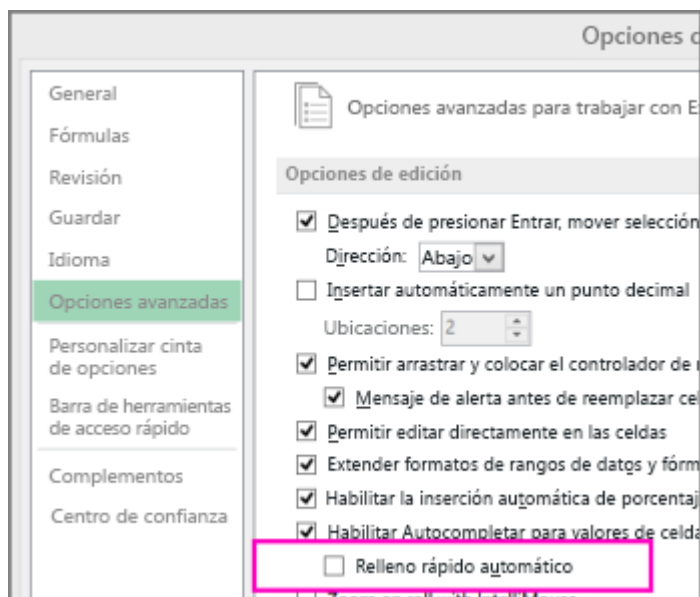 Opciones
General
Fórmulas
Revisión
Guardar
Idioma
Opciones avanzadas
Personalizar cinta
de opciones
Barra de herramientas
de acceso rápido
Complementos
Centro de confianza
Opciones avanzadas para trabajar con
Opciones de edición
Después de presionar Entrar, mover selección
Dirección: Abajo
Insertar automáticamente un punto decimal
Ubicaciones: 2
Permitir arrastrar y colocar el controlador de
Mensaje de alerta antes de reemplazar
Permitir editar directamente en las celdas
Extender formatos de rangos de datos y
Habilitar la inserción automática de
Habilitar Autocompletar para valores de
Relleno rápido automático